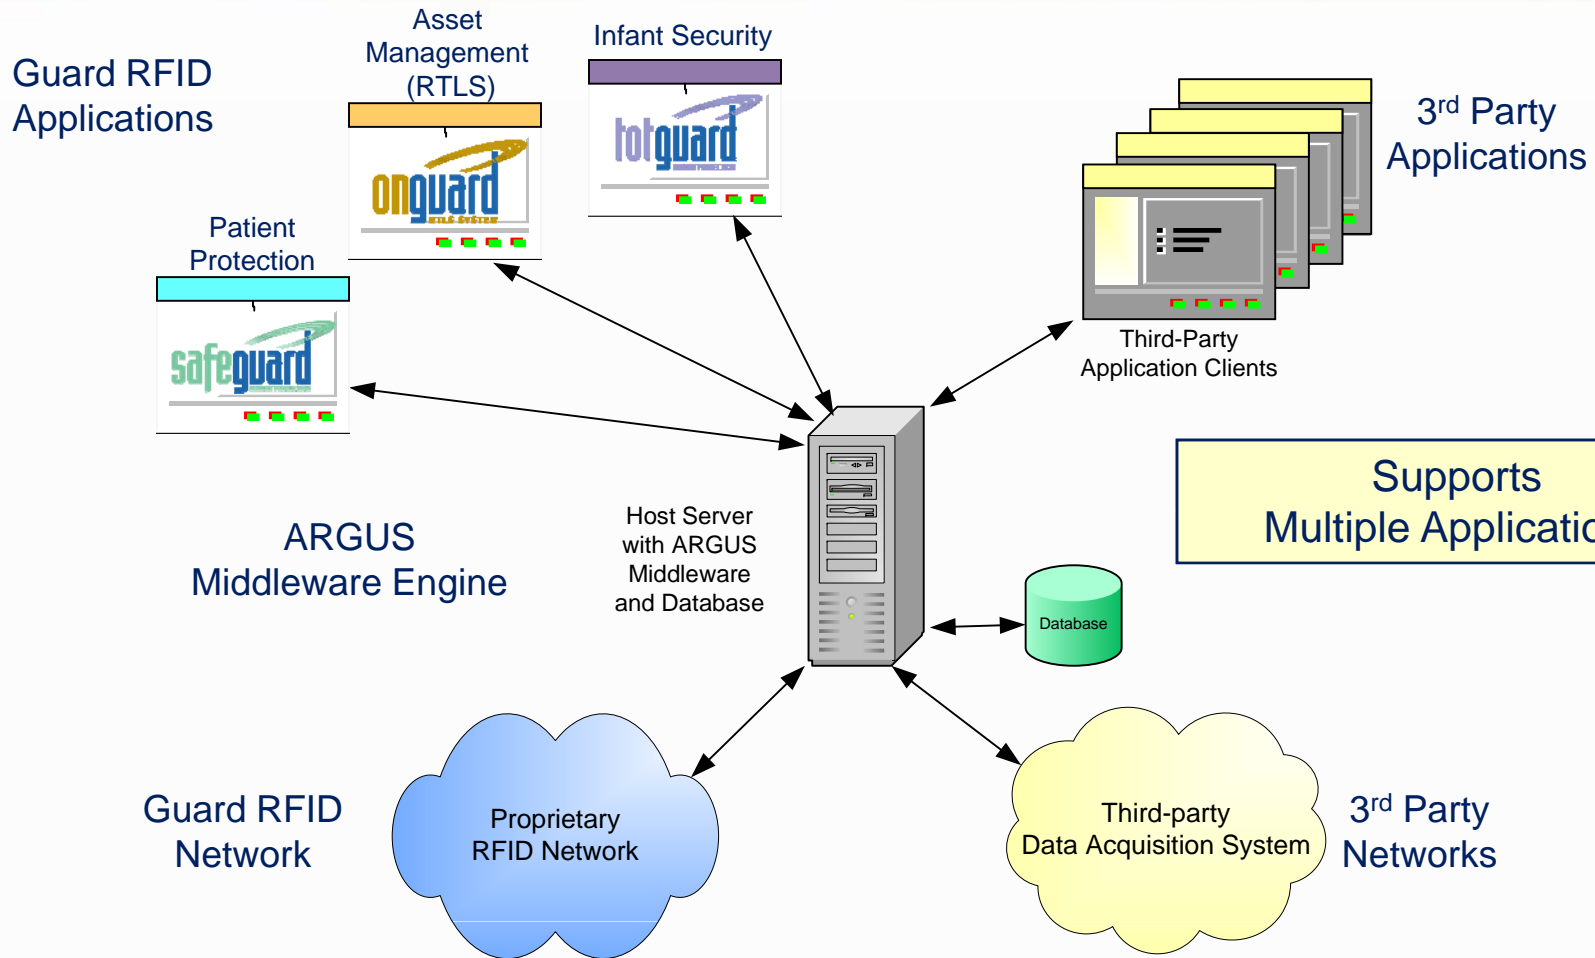 Guard RFID
Applications
Asset
Management
(RTLS)
Infant Security
onguard
RTLS SYSTEM
totguard
Patient
Protection
safeguard
3rd Party
Applications
Third-Party
Application Clients
Supports
Multiple Applicatio
ARGUS
Middleware Engine
Host Server
with ARGUS
Middleware
and Database
Database
Guard RFID
Network
Proprietary
RFID Network
Third-party
Data Acquisition System
3rd Party
Networks